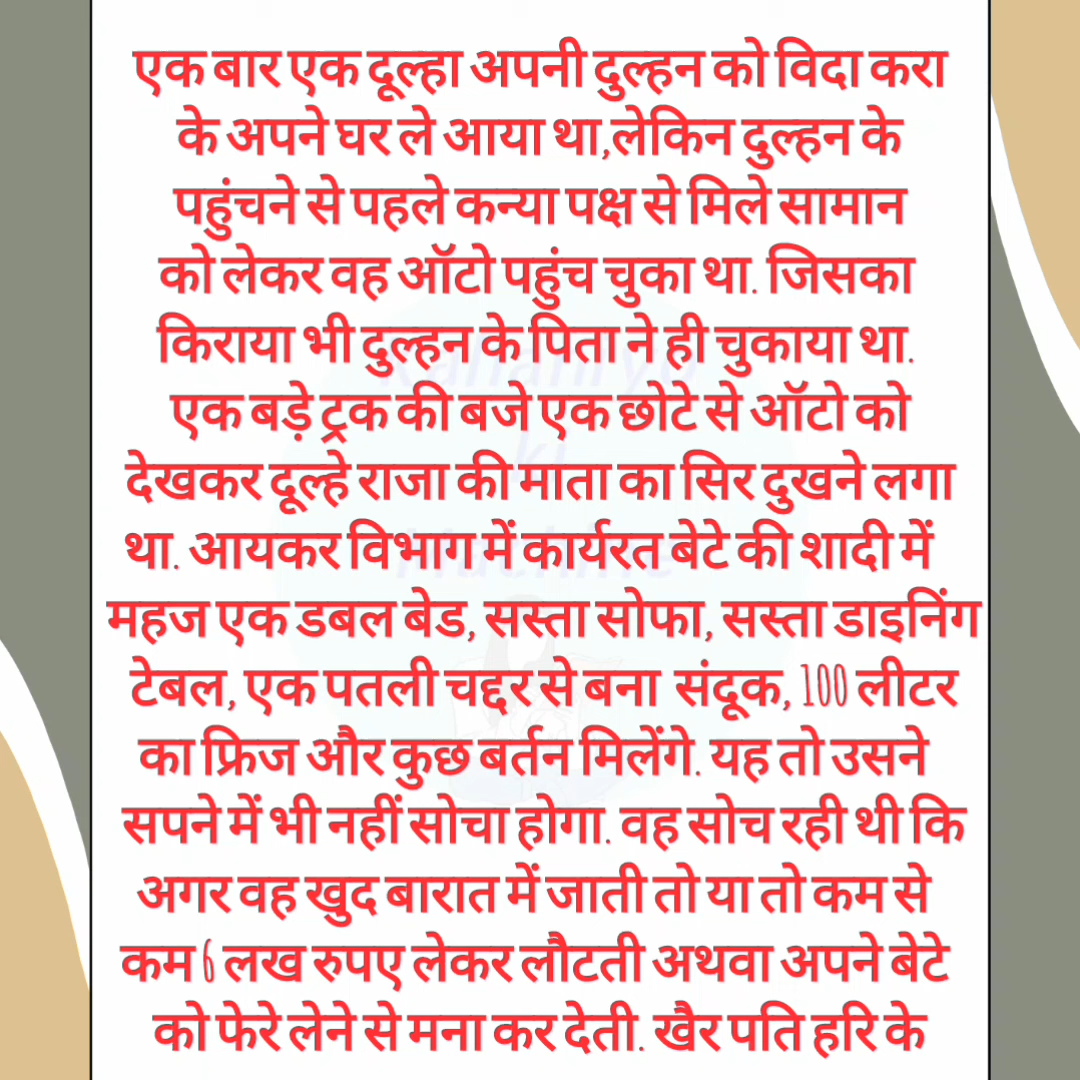 एक बार एक दूल्हा अपनी दुल्हन को विदा करा
के अपने घर ले आया था,लेकिन दुल्हन के
पहुंचने से पहले कन्या पक्ष से मिले सामान
को लेकर वह ऑटो पहुंच चुका था. जिसका
किराया भी दुल्हन के पिता ने ही चुकाया था.
एक बड़े ट्रक की बजे एक छोटे से ऑटो को
देखकर दूल्हे राजा की माता का सिर दुखने लगा
था. आयकर विभाग में कार्यरत बेटे की शादी में
महज एक डबल बेड, सस्ता सोफा, सस्ता डाइनिंग
टेबल, एक पतली चद्दर से बना संदूक, 100 लीटर
का फ्रिज और कुछ बर्तन मिलेंगे. यह तो उसने
सपने में भी नहीं सोचा होगा. वह सोच रही थी कि
अगर वह खुद बारात में जाती तो या तो कम से
कम 6 लख रुपए लेकर लौटती अथवा अपने बेटे
को फेरे लेने से मना कर देती. खैर पति हरि के